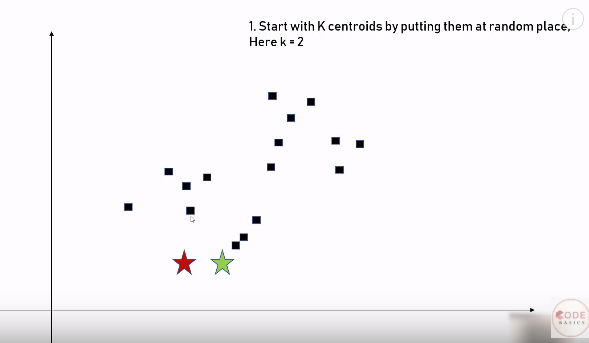 1. Start with K centroids by putting them at random place,
Here k = 2
i
CODE
BASICS